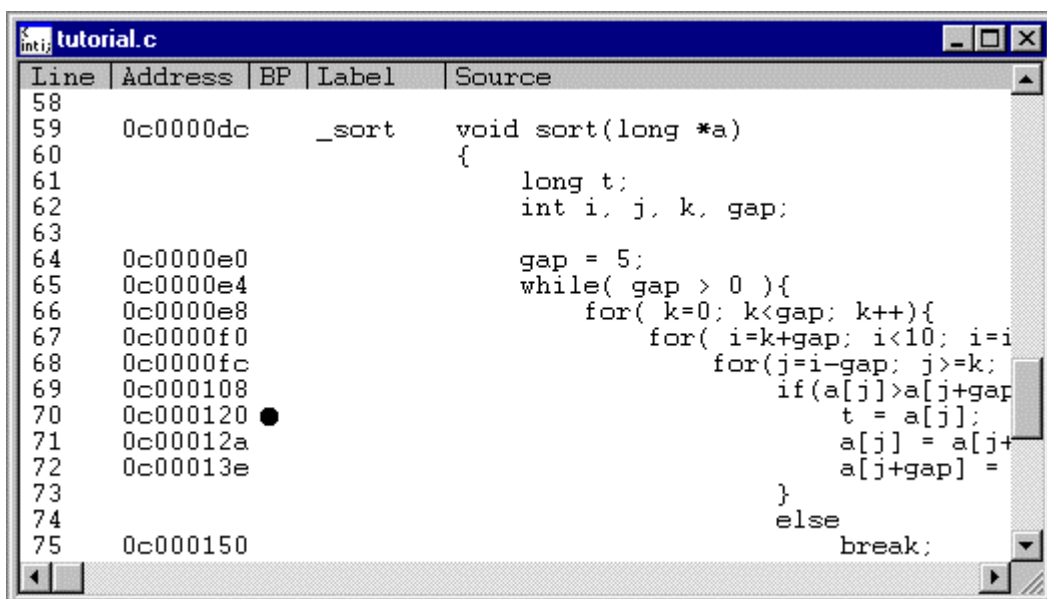 inti; tutorial.c
Line Address BP Label Source
58
59 0c0000dc _sort void sort(long *a)
60 {
61 long t;
62 int i, j, k, gap;
63
64 0c0000e0 gap = 5;
65 0c0000e4 while( gap > 0 ){
66 0c0000e8 for( k=0; k<gap; k++){
67 0c0000f0 for( i=k+gap; i<10; i=i
68 0c0000fc for(j=i-gap; j>=k;
69 0c000108 if(a[j]>a[j+gap
70 0c000120 t = a[j];
71 0c00012a a[j] = a[j+
72 0c00013e a[j+gap] =
73 }
74 else
75 0c000150 break;